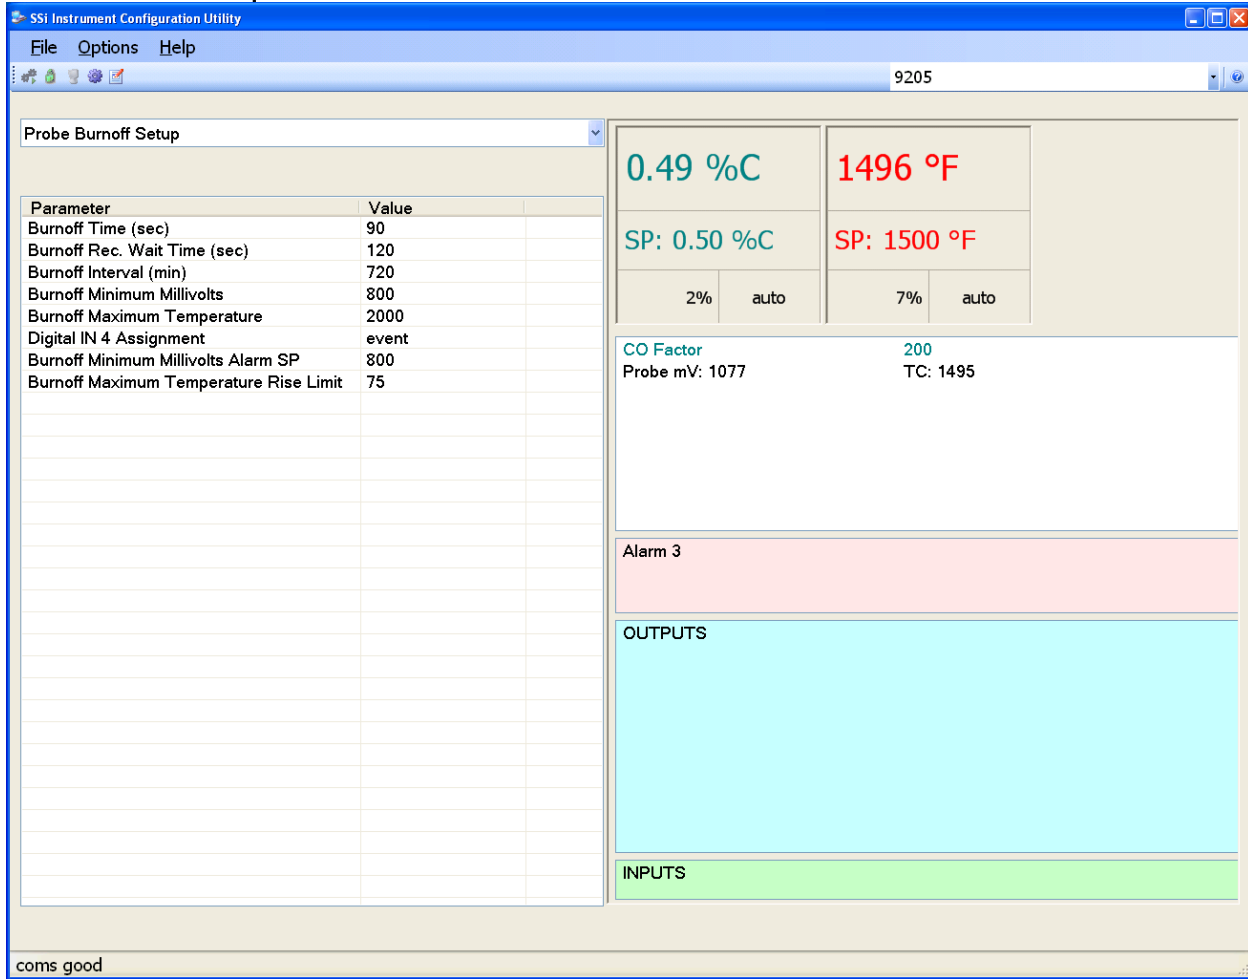 SSi Instrument Configuration Utility
File Options Help
9205
Probe Burnoff Setup
Parameter Value
Burnoff Time (sec) 90
Burnoff Rec. Wait Time (sec) 120
Burnoff Interval (min) 720
Burnoff Minimum Millivolts 800
Burnoff Maximum Temperature 2000
Digital IN 4 Assignment event
Burnoff Minimum Millivolts Alarm SP 800
Burnoff Maximum Temperature Rise Limit 75
0.49 %C 1496 °F
SP: 0.50 %C SP: 1500 °F
2% auto 7% auto
CO Factor 200
Probe mV: 1077 TC: 1495
Alarm 3
OUTPUTS
INPUTS
coms good